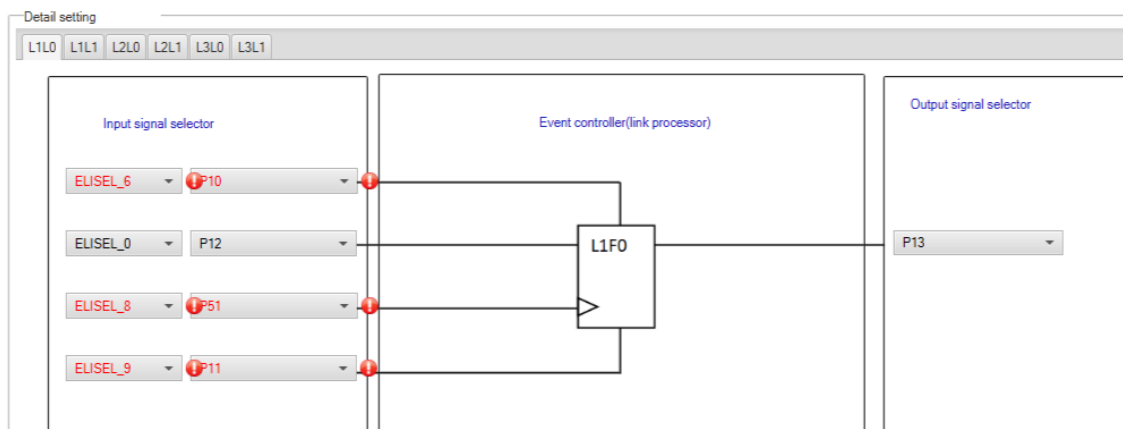 Detail setting
L1L0 L1L1 L2L0 L2L1 L3L0 L3L1
Input signal selector
Event controller(link processor)
Output signal selector
ELISEL_6 P10
ELISEL_0 P12
L1F0
P13
ELISEL_8 P51
ELISEL_9 P11